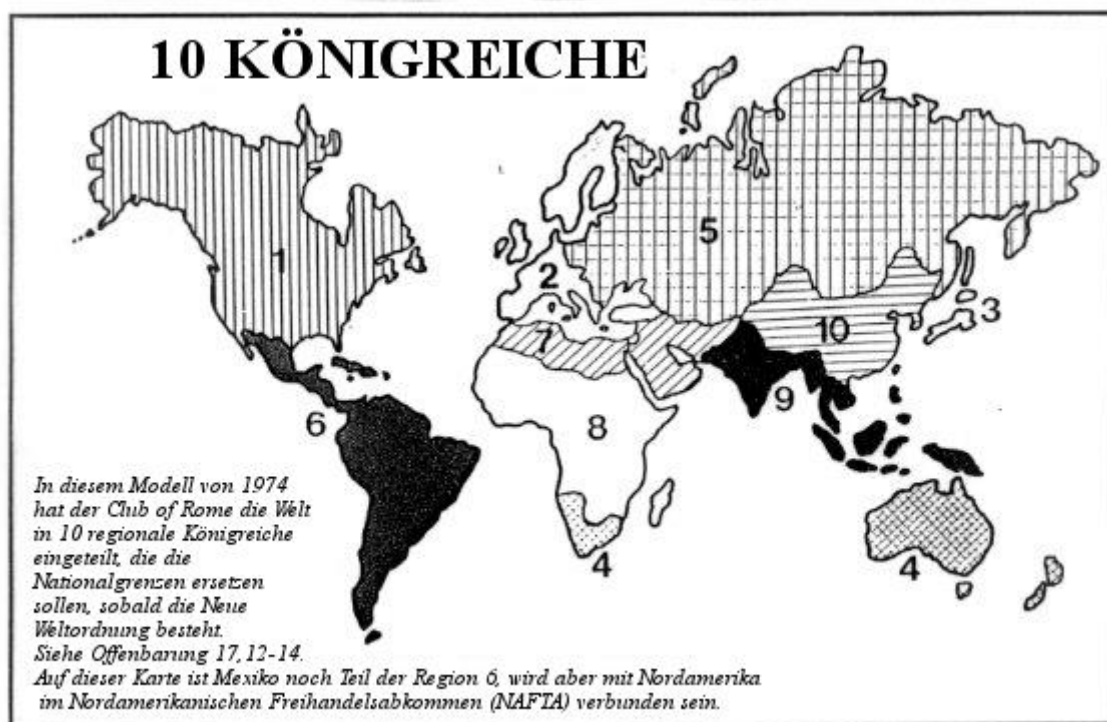 10 KÖNIGREICHE
1
2
3
4
4
5
6
7
8
9
10
In diesem Modell von 1974
hat der Club of Rome die Welt
in 10 regionale Königreiche
eingeteilt, die die
Nationalgrenzen ersetzen
sollen, sobald die Neue
Weltordnung besteht.
Siehe Offenbarung 17,12-14.
Auf dieser Karte ist Mexiko noch Teil der Region 6, wird aber mit Nordamerika
im Nordamerikanischen Freihandelsabkommen (NAFTA) verbunden sein.